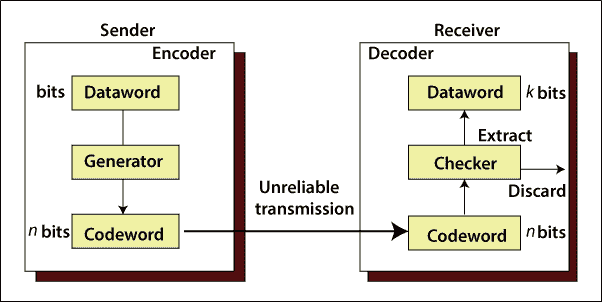 Sender
Encoder
bits
Dataword
Generator
n bits
Codeword
Unreliable
transmission
Receiver
Decoder
Dataword
k bits
Extract
Checker
Discard
Codeword
n bits